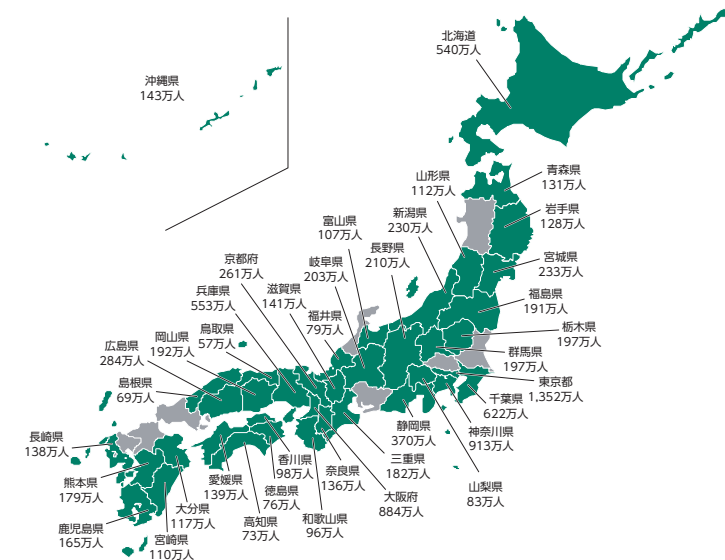 北海道
540万人
沖縄県
143万人
青森県
131万人
山形県
112万人
岩手県
128万人
新潟県
230万人
富山県
107万人
長野県
210万人
宮城県
233万人
京都府
261万人
岐阜県
203万人
兵庫県
553万人
滋賀県
141万人
福島県
191万人
福井県
79万人
栃木県
197万人
鳥取県
57万人
岡山県
192万人
広島県
284万人
群馬県
197万人
東京都
1,352万人
島根県
69万人
千葉県
622万人
静岡県
370万人
神奈川県
913万人
長崎県
138万人
三重県
182万人
香川県
98万人
奈良県
136万人
山梨県
83万人
熊本県
179万人
愛媛県
139万人
徳島県
76万人
大阪府
884万人
大分県
117万人
高知県
73万人
和歌山県
96万人
鹿児島県
165万人
宮崎県
110万人